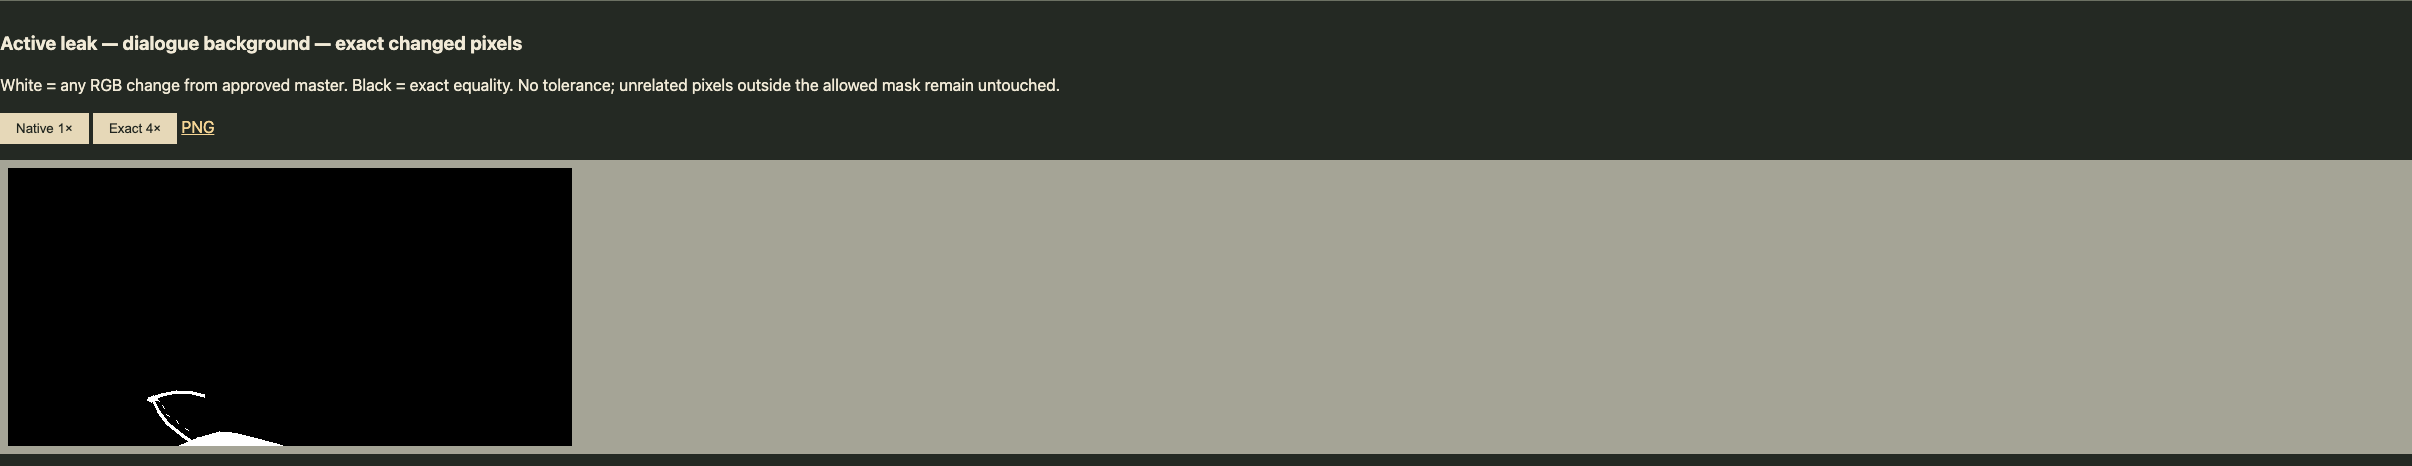 Active leak — dialogue background — exact changed pixels
White = any RGB change from approved master. Black = exact equality. No tolerance; unrelated pixels outside the allowed mask remain untouched.
Native 1× Exact 4× PNG